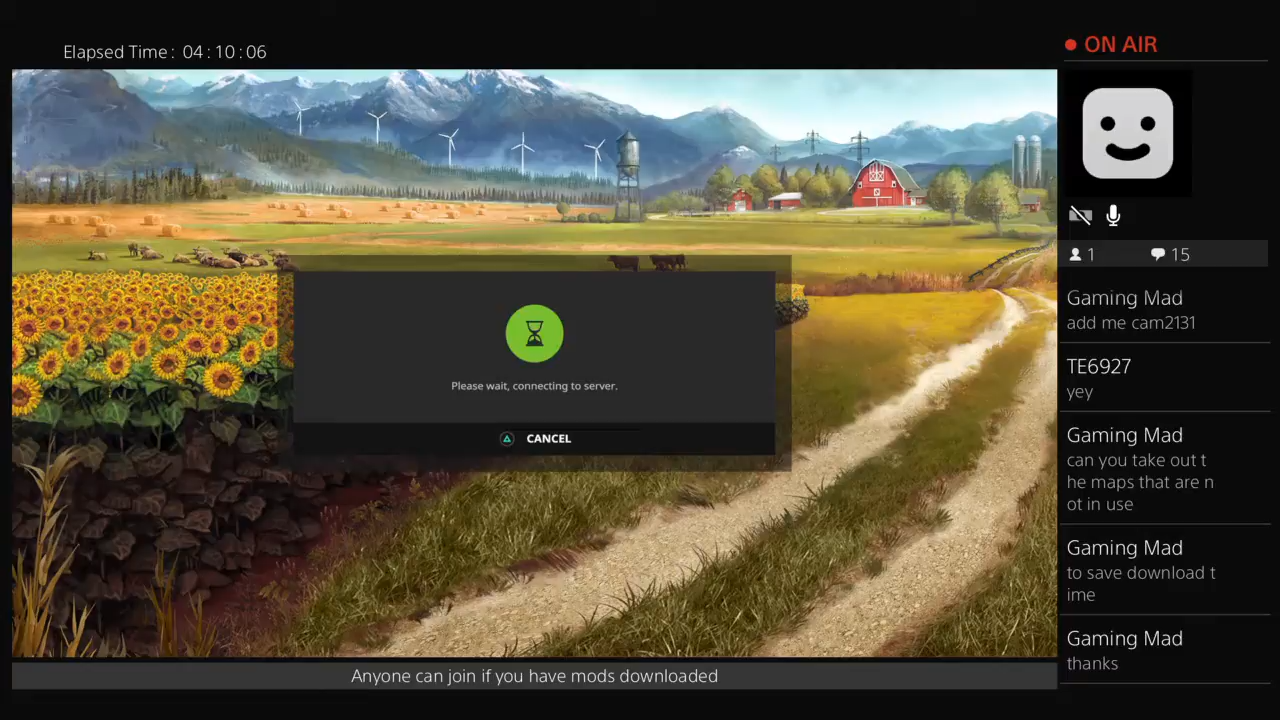 Elapsed Time: 04:10:06
ON AIR
1 15
Gaming Mad
add me cam2131
TE6927
yey
Gaming Mad
can you take out t
he maps that are n
ot in use
Gaming Mad
to save download t
ime
Gaming Mad
thanks
Please wait, connecting to server.
CANCEL
Anyone can join if you have mods downloaded